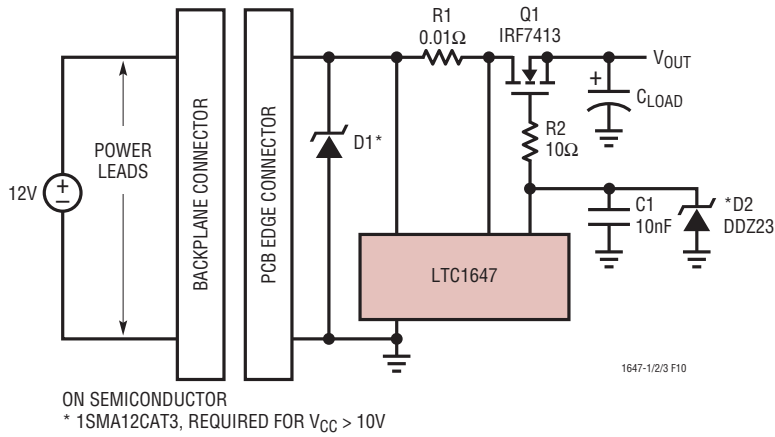 R1
0.01Ω
Q1
IRF7413
VOUT
+
CLOAD
BACKPLANE CONNECTOR
PCB EDGE CONNECTOR
D1*
R2
10Ω
POWER
LEADS
12V
+
–
C1
10nF
*D2
DDZ23
LTC1647
1647-1/2/3 F10
ON SEMICONDUCTOR
* 1SMA12CAT3, REQUIRED FOR VCC > 10V